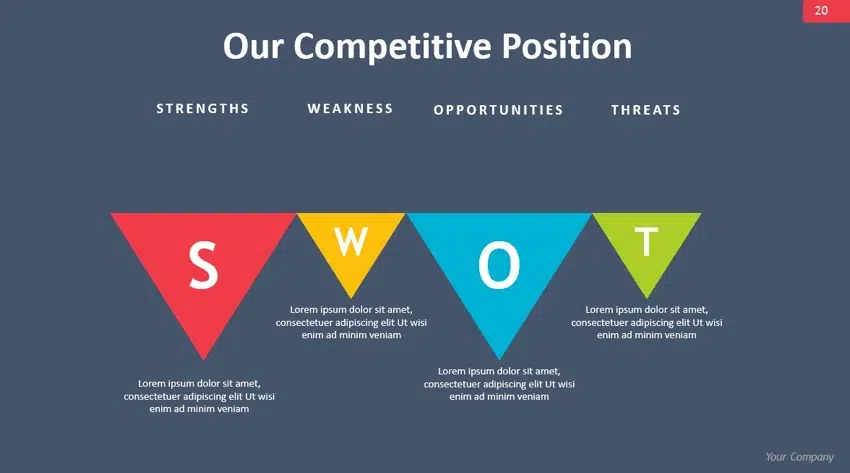 20
Our Competitive Position
STRENGTHS
WEAKNESS
OPPORTUNITIES
THREATS
S
W
O
T
Lorem ipsum dolor sit amet,
consectetuer adipiscing elit Ut wisi
enim ad minim veniam
Lorem ipsum dolor sit amet,
consectetuer adipiscing elit Ut wisi
enim ad minim veniam
Lorem ipsum dolor sit amet,
consectetuer adipiscing elit Ut wisi
enim ad minim veniam
Lorem ipsum dolor sit amet,
consectetuer adipiscing elit Ut wisi
enim ad minim veniam
Your Company